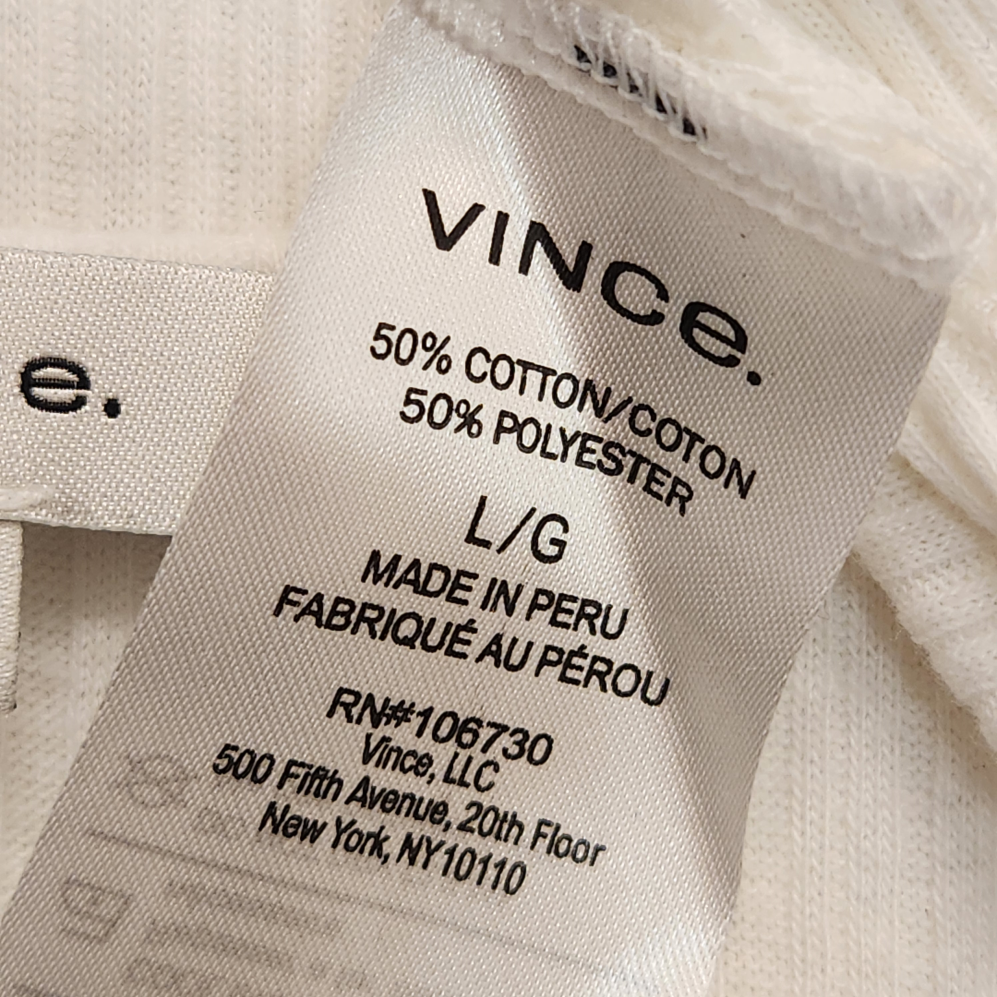 VINCe.
50% COTTON/COTON
50% POLYESTER
L/G
MADE IN PERU
FABRIQUÉ AU PÉROU
RN#106730
Vince, LLC
500 Fifth Avenue, 20th Floor
New York, NY10110
e.